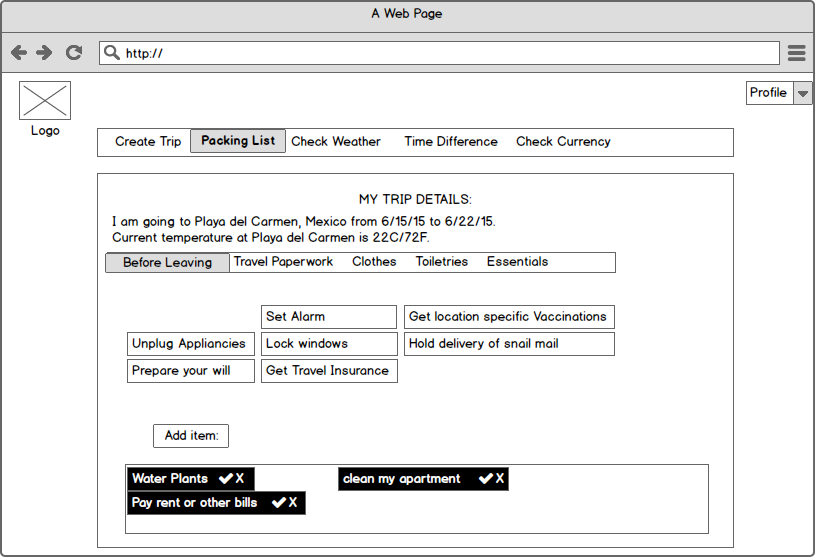 A Web Page
http://
Profile
Logo
Create Trip Packing List Check Weather Time Difference Check Currency
MY TRIP DETAILS:
I am going to Playa del Carmen, Mexico from 6/15/15 to 6/22/15.
Current temperature at Playa del Carmen is 22C/72F.
Before Leaving Travel Paperwork Clothes Toiletries Essentials
Set Alarm Get location specific Vaccinations
Unplug Appliancies Lock windows Hold delivery of snail mail
Prepare your will Get Travel Insurance
Add item:
Water Plants ✔ X clean my apartment ✔ X
Pay rent or other bills ✔ X